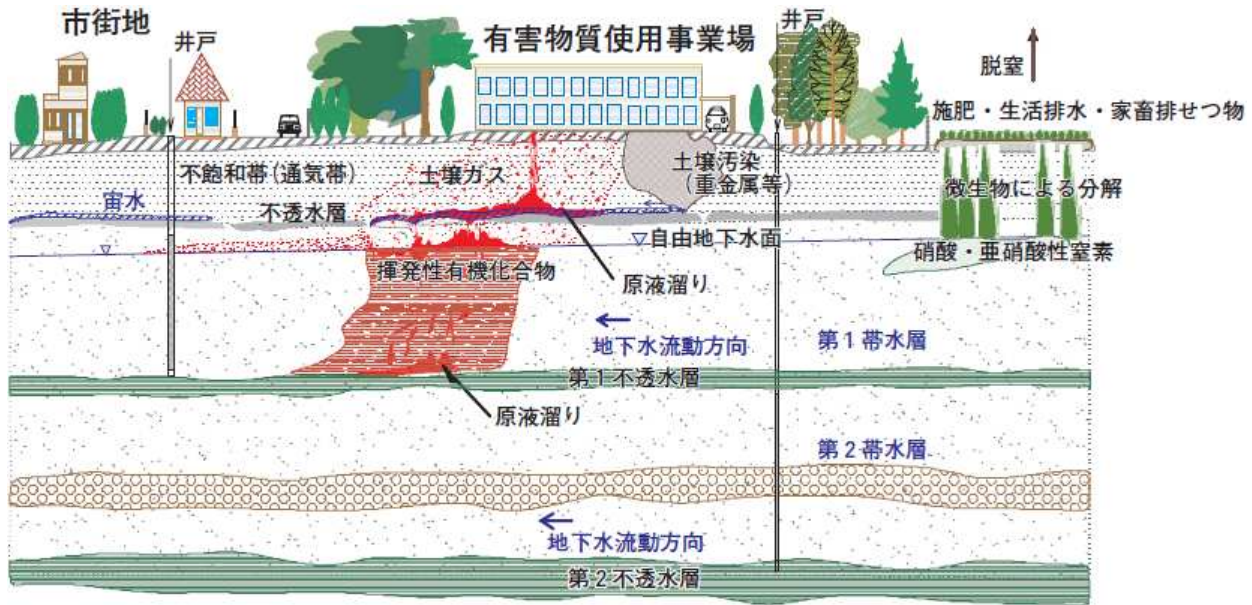 市街地
井戸
有害物質使用事業場
井戸
脱窒
施肥・生活排水・家畜排せつ物
不飽和帯(通気帯)
土壌ガス
土壌汚染
(重金属等)
微生物による分解
宙水
不透水層
▽自由地下水面
▽
硝酸・亜硝酸性窒素
揮発性有機化合物
原液溜り
地下水流動方向
第1帯水層
第1不透水層
原液溜り
第2帯水層
地下水流動方向
第2不透水層